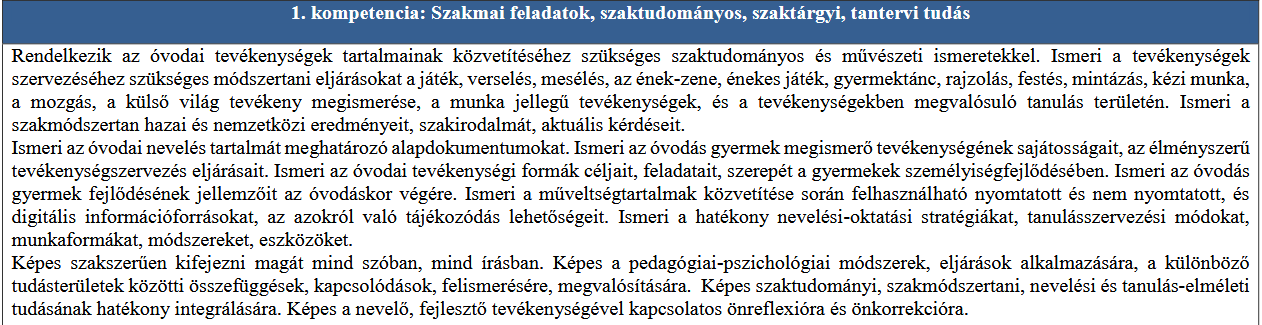 1. kompetencia: Szakmai feladatok, szaktudományos, szaktárgyi, tantervi tudás
Rendelkezik az óvodai tevékenységek tartalmainak közvetítéséhez szükséges szaktudományos és művészeti ismeretekkel. Ismeri a tevékenységek
szervezéséhez szükséges módszertani eljárásokat a játék, verselés, mesélés, az ének-zene, énekes játék, gyermektánc, rajzolás, festés, mintázás, kézi munka,
a mozgás, a külső világ tevékeny megismerése, a munka jellegű tevékenységek, és a tevékenységekben megvalósuló tanulás területén. Ismeri a
szakmódszertan hazai és nemzetközi eredményeit, szakirodalmát, aktuális kérdéseit.
Ismeri az óvodai nevelés tartalmát meghatározó alapdokumentumokat. Ismeri az óvodás gyermek megismerő tevékenységének sajátosságait, az élményszerű
tevékenységszervezés eljárásait. Ismeri az óvodai tevékenységi formák céljait, feladatait, szerepét a gyermekek személyiségfejlődésében. Ismeri az óvodás
gyermek fejlődésének jellemzőit az óvodáskor végére. Ismeri a műveltségtartalmak közvetítése során felhasználható nyomtatott és nem nyomtatott, és
digitális információforrásokat, az azokról való tájékozódás lehetőségeit. Ismeri a hatékony nevelési-oktatási stratégiákat, tanulásszervezési módokat,
munkaformákat, módszereket, eszközöket.
Képes szakszerűen kifejezni magát mind szóban, mind írásban. Képes a pedagógiai-pszichológiai módszerek, eljárások alkalmazására, a különböző
tudásterületek közötti összefüggések, kapcsolódások, felismerésére, megvalósítására. Képes szaktudományi, szakmódszertani, nevelési és tanulás-elméleti
tudásának hatékony integrálására. Képes a nevelő, fejlesztő tevékenységével kapcsolatos önreflexióra és önkorrekcióra.